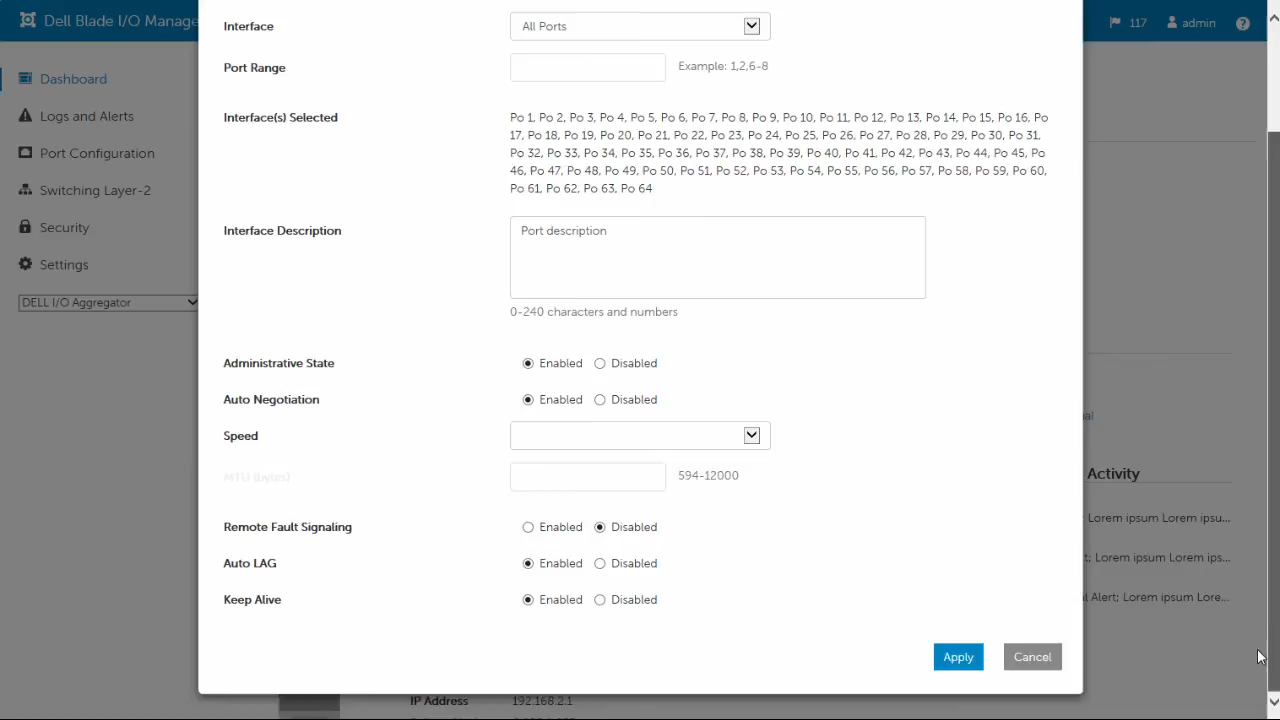 Dell Blade I/O Manage
117
admin
Dashboard
Logs and Alerts
Port Configuration
Switching Layer-2
Security
Settings
DELL I/O Aggregator
Interface
All Ports
Port Range
Example: 1,2,6-8
Interface(s) Selected
Po 1, Po 2, Po 3, Po 4, Po 5, Po 6, Po 7, Po 8, Po 9, Po 10, Po 11, Po 12, Po 13, Po 14, Po 15, Po 16, Po
17, Po 18, Po 19, Po 20, Po 21, Po 22, Po 23, Po 24, Po 25, Po 26, Po 27, Po 28, Po 29, Po 30, Po 31,
Po 32, Po 33, Po 34, Po 35, Po 36, Po 37, Po 38, Po 39, Po 40, Po 41, Po 42, Po 43, Po 44, Po 45, Po
46, Po 47, Po 48, Po 49, Po 50, Po 51, Po 52, Po 53, Po 54, Po 55, Po 56, Po 57, Po 58, Po 59, Po 60,
Po 61, Po 62, Po 63, Po 64
Interface Description
Port description
0-240 characters and numbers
Administrative State
Enabled Disabled
Auto Negotiation
Enabled Disabled
Speed
MTU (bytes)
594-12000
Remote Fault Signaling
Enabled Disabled
Auto LAG
Enabled Disabled
Keep Alive
Enabled Disabled
Apply
Cancel
al
Activity
Lorem ipsum Lorem ipsu...
t; Lorem ipsum Lorem ips...
al Alert; Lorem ipsum Lore...
IP Address
192.168.2.1